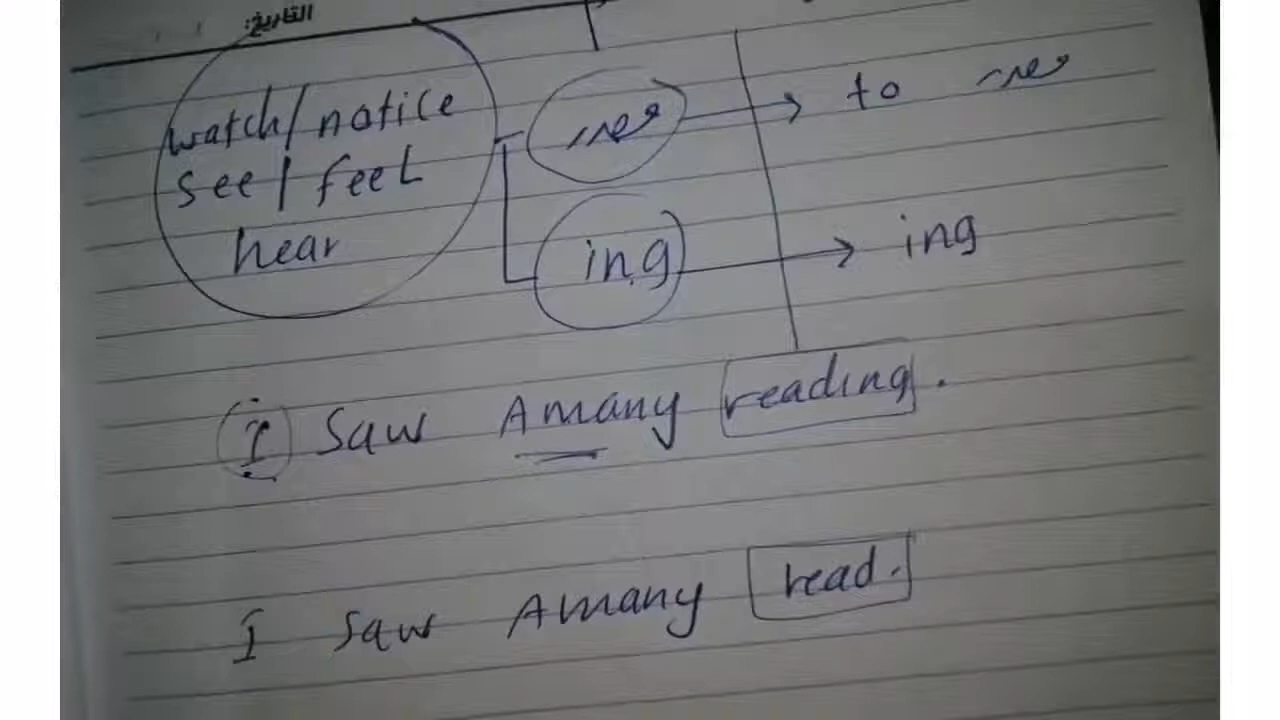 التاريخ:
watch/notice مصدر → to مصدر
see/feel
hear ing → ing
I saw Amany reading.
I saw Amany read.